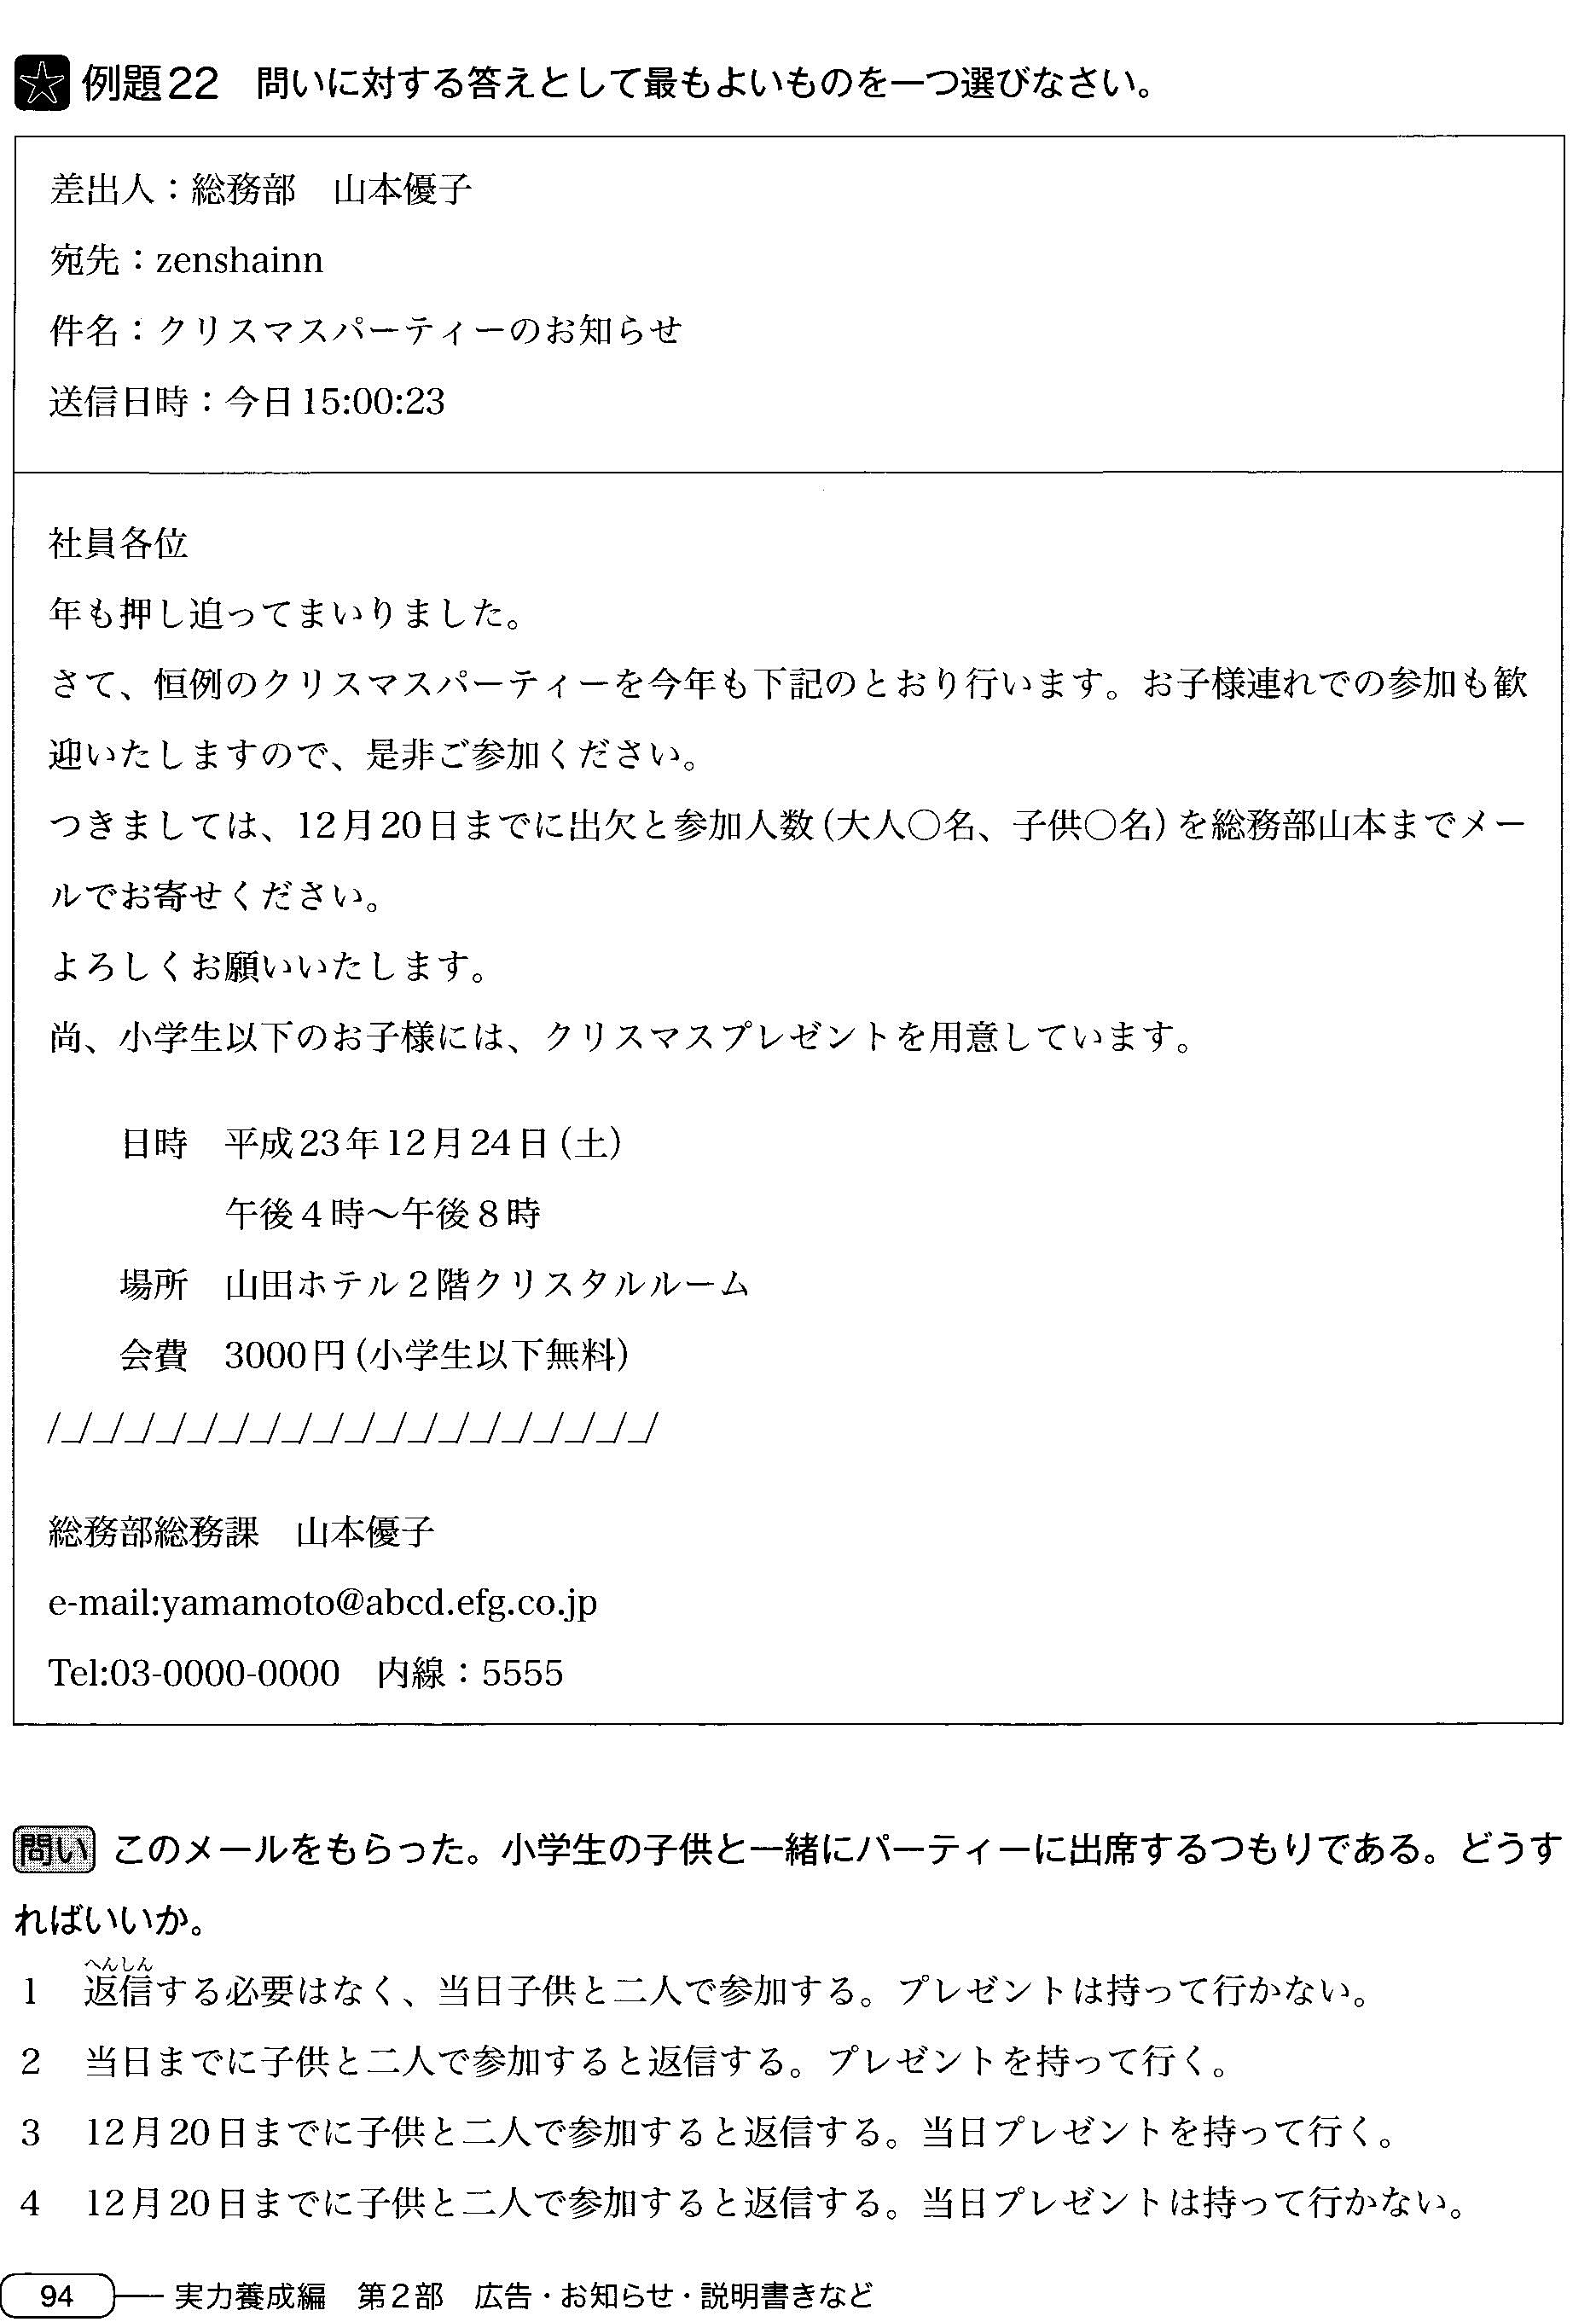 例題22　問いに対する答えとして最もよいものを一つ選びなさい。
差出人：総務部　山本優子
宛先：zenshainn
件名：クリスマスパーティーのお知らせ
送信日時：今日15:00:23
社員各位
年も押し迫ってまいりました。
さて、恒例のクリスマスパーティーを今年も下記のとおり行います。お子様連れでの参加も歓
迎いたしますので、是非ご参加ください。
つきましては、12月20日までに出欠と参加人数（大人○名、子供○名）を総務部山本までメー
ルでお寄せください。
よろしくお願いいたします。
尚、小学生以下のお子様には、クリスマスプレゼントを用意しています。
日時　平成23年12月24日（土）
午後4時～午後8時
場所　山田ホテル2階クリスタルルーム
会費　3000円（小学生以下無料）
/_/_/_/_/_/_/_/_/_/_/_/_/_/_/_/_/_/_/_/
総務部総務課　山本優子
e-mail:yamamoto@abcd.efg.co.jp
Tel:03-0000-0000　内線：5555
問い　このメールをもらった。小学生の子供と一緒にパーティーに出席するつもりである。どうす
ればいいか。
へんしん
1　返信する必要はなく、当日子供と二人で参加する。プレゼントは持って行かない。
2　当日までに子供と二人で参加すると返信する。プレゼントを持って行く。
3　12月20日までに子供と二人で参加すると返信する。当日プレゼントを持って行く。
4　12月20日までに子供と二人で参加すると返信する。当日プレゼントは持って行かない。
94　実力養成編　第2部　広告・お知らせ・説明書きなど